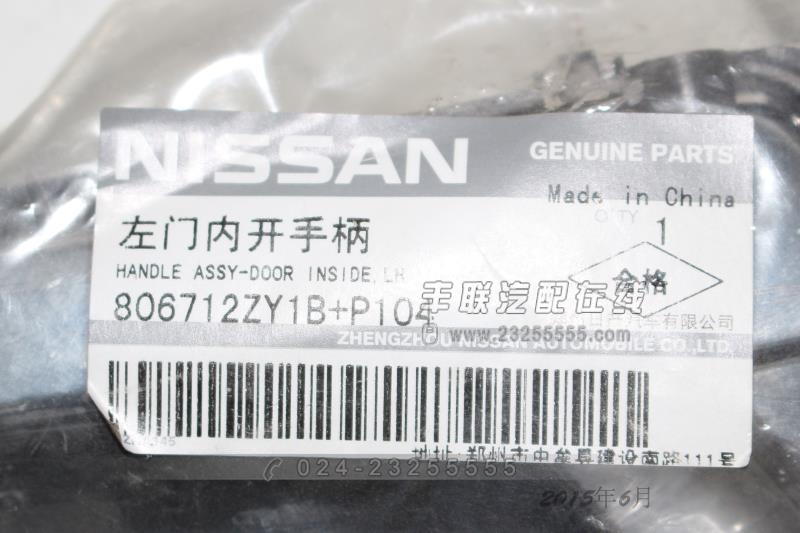 NISSAN GENUINE PARTS
Made in China
左门内开手柄 Q'TY 1
HANDLE ASSY-DOOR INSIDE, LH
合格
806712ZY1B+P104
丰联汽配在线
www.23255555.com
汽车有限公司
ZHENGZHOU NISSAN AUTOMOBILE CO.,LTD.
地址:郑州市中牟县建设南路111号
024-23255555
2015年6月